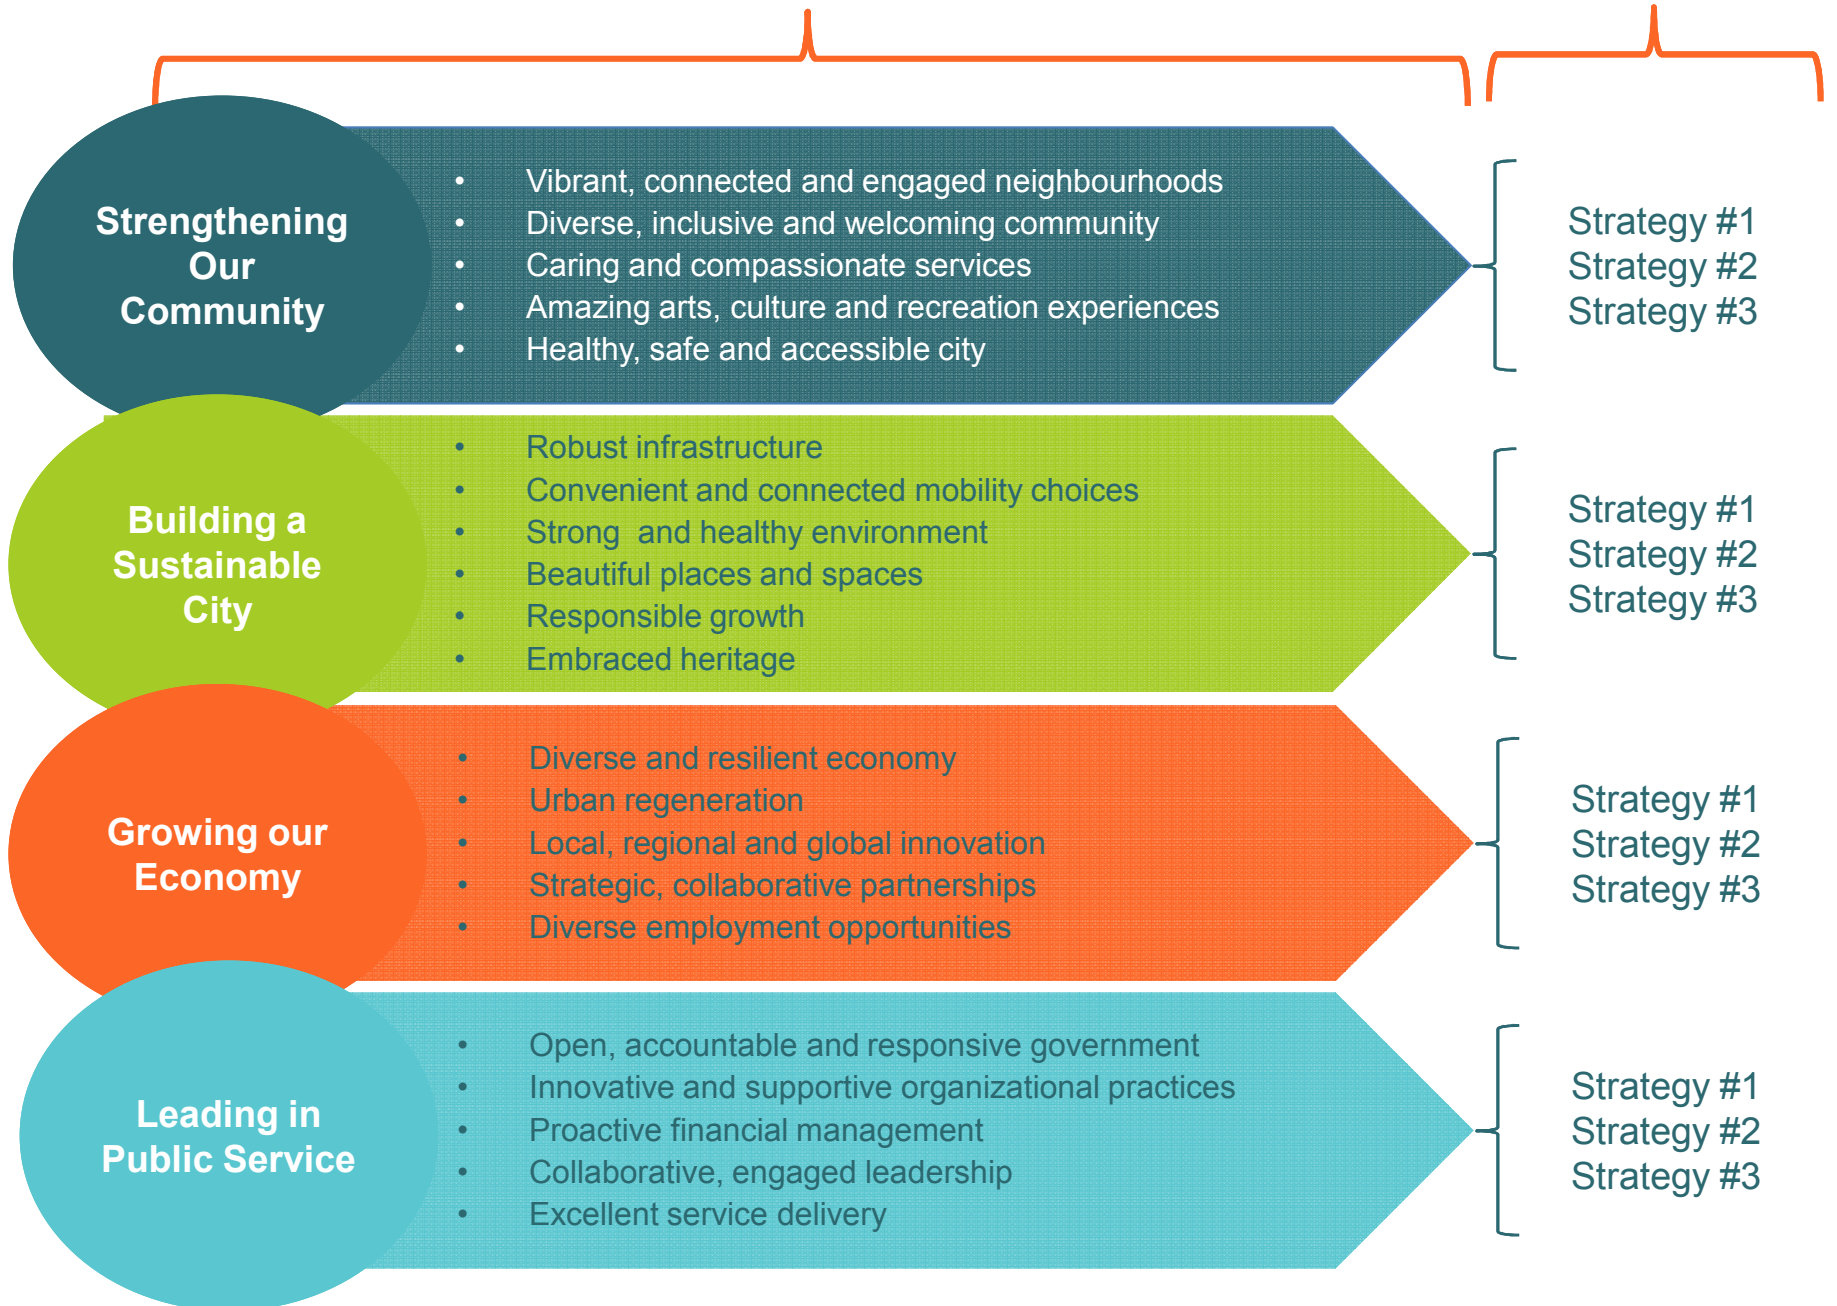 Strengthening
Our
Community
• Vibrant, connected and engaged neighbourhoods
• Diverse, inclusive and welcoming community
• Caring and compassionate services
• Amazing arts, culture and recreation experiences
• Healthy, safe and accessible city
Strategy #1
Strategy #2
Strategy #3
Building a
Sustainable
City
• Robust infrastructure
• Convenient and connected mobility choices
• Strong  and healthy environment
• Beautiful places and spaces
• Responsible growth
• Embraced heritage
Strategy #1
Strategy #2
Strategy #3
Growing our
Economy
• Diverse and resilient economy
• Urban regeneration
• Local, regional and global innovation
• Strategic, collaborative partnerships
• Diverse employment opportunities
Strategy #1
Strategy #2
Strategy #3
Leading in
Public Service
• Open, accountable and responsive government
• Innovative and supportive organizational practices
• Proactive financial management
• Collaborative, engaged leadership
• Excellent service delivery
Strategy #1
Strategy #2
Strategy #3